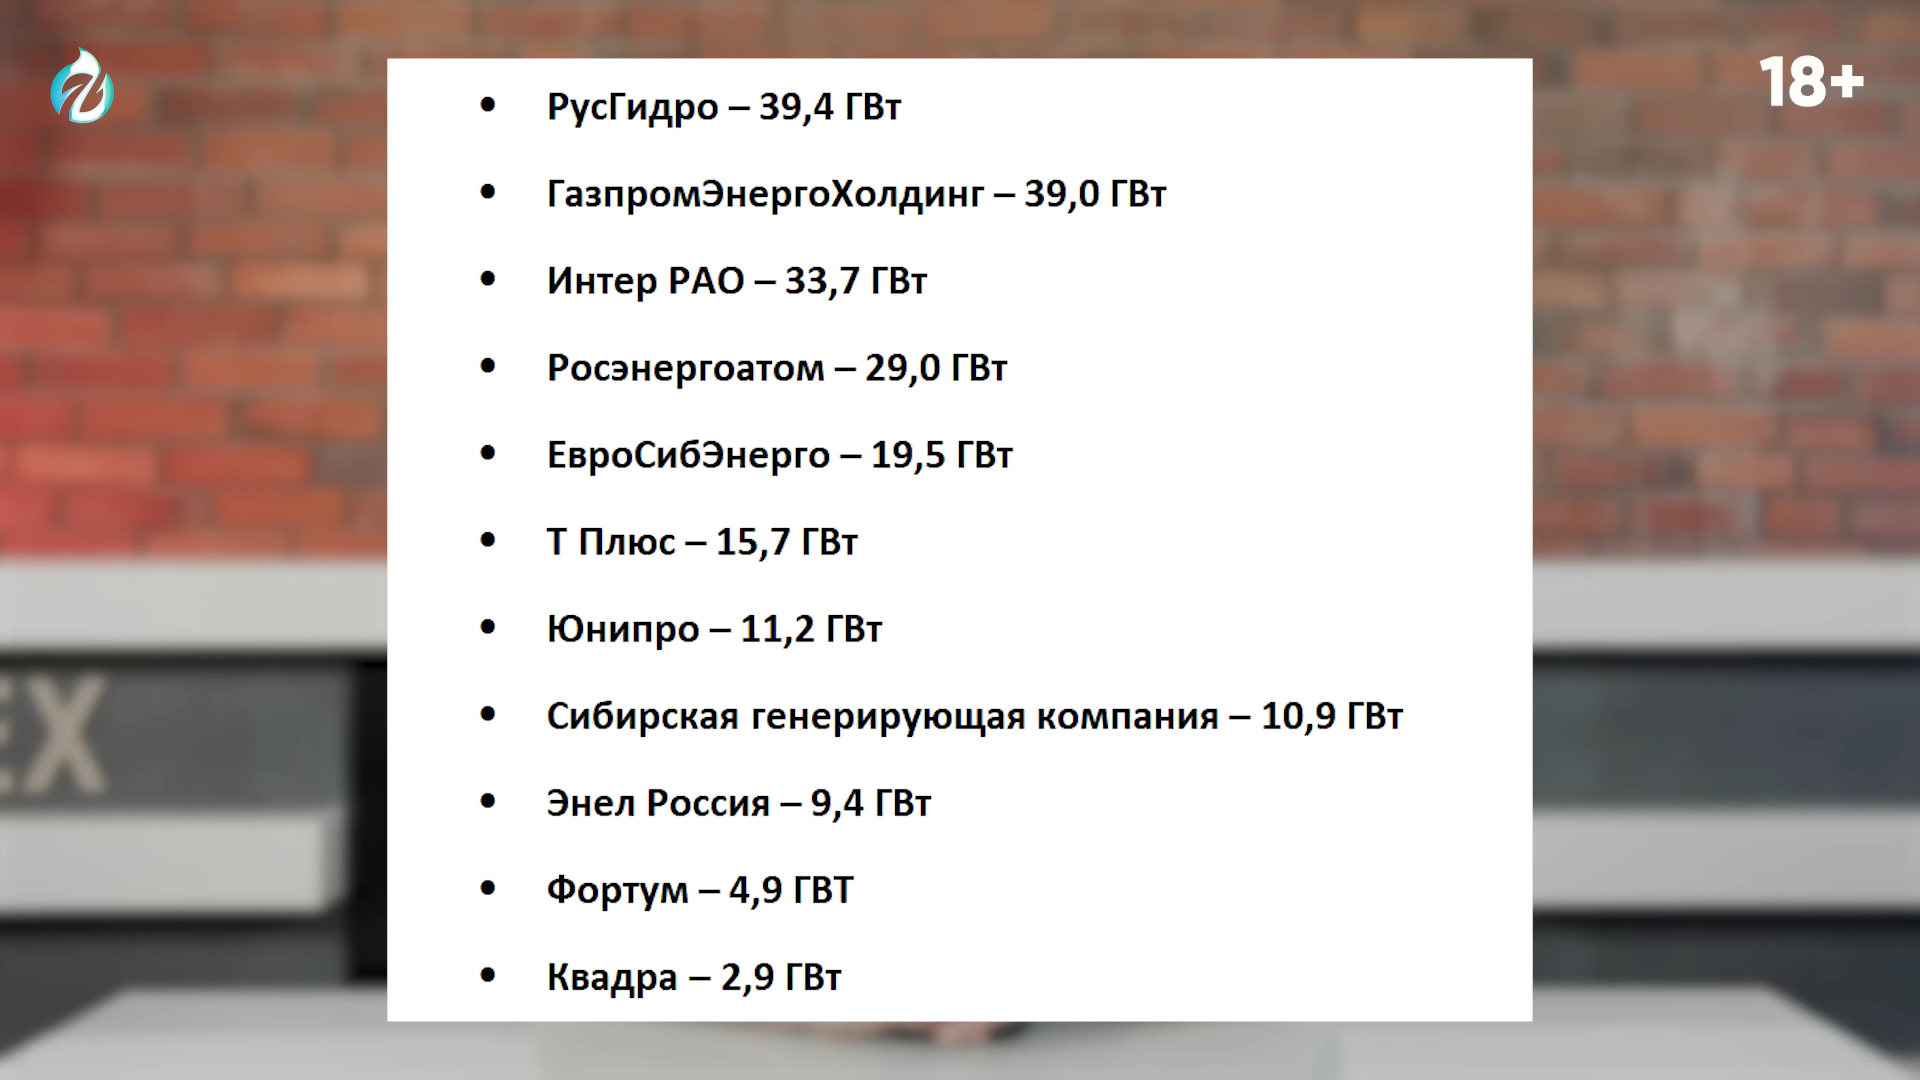 18+
• РусГидро – 39,4 ГВт
• ГазпромЭнергоХолдинг – 39,0 ГВт
• Интер РАО – 33,7 ГВт
• Росэнергоатом – 29,0 ГВт
• ЕвроСибЭнерго – 19,5 ГВт
• Т Плюс – 15,7 ГВт
• Юнипро – 11,2 ГВт
• Сибирская генерирующая компания – 10,9 ГВт
• Энел Россия – 9,4 ГВт
• Фортум – 4,9 ГВТ
• Квадра – 2,9 ГВт